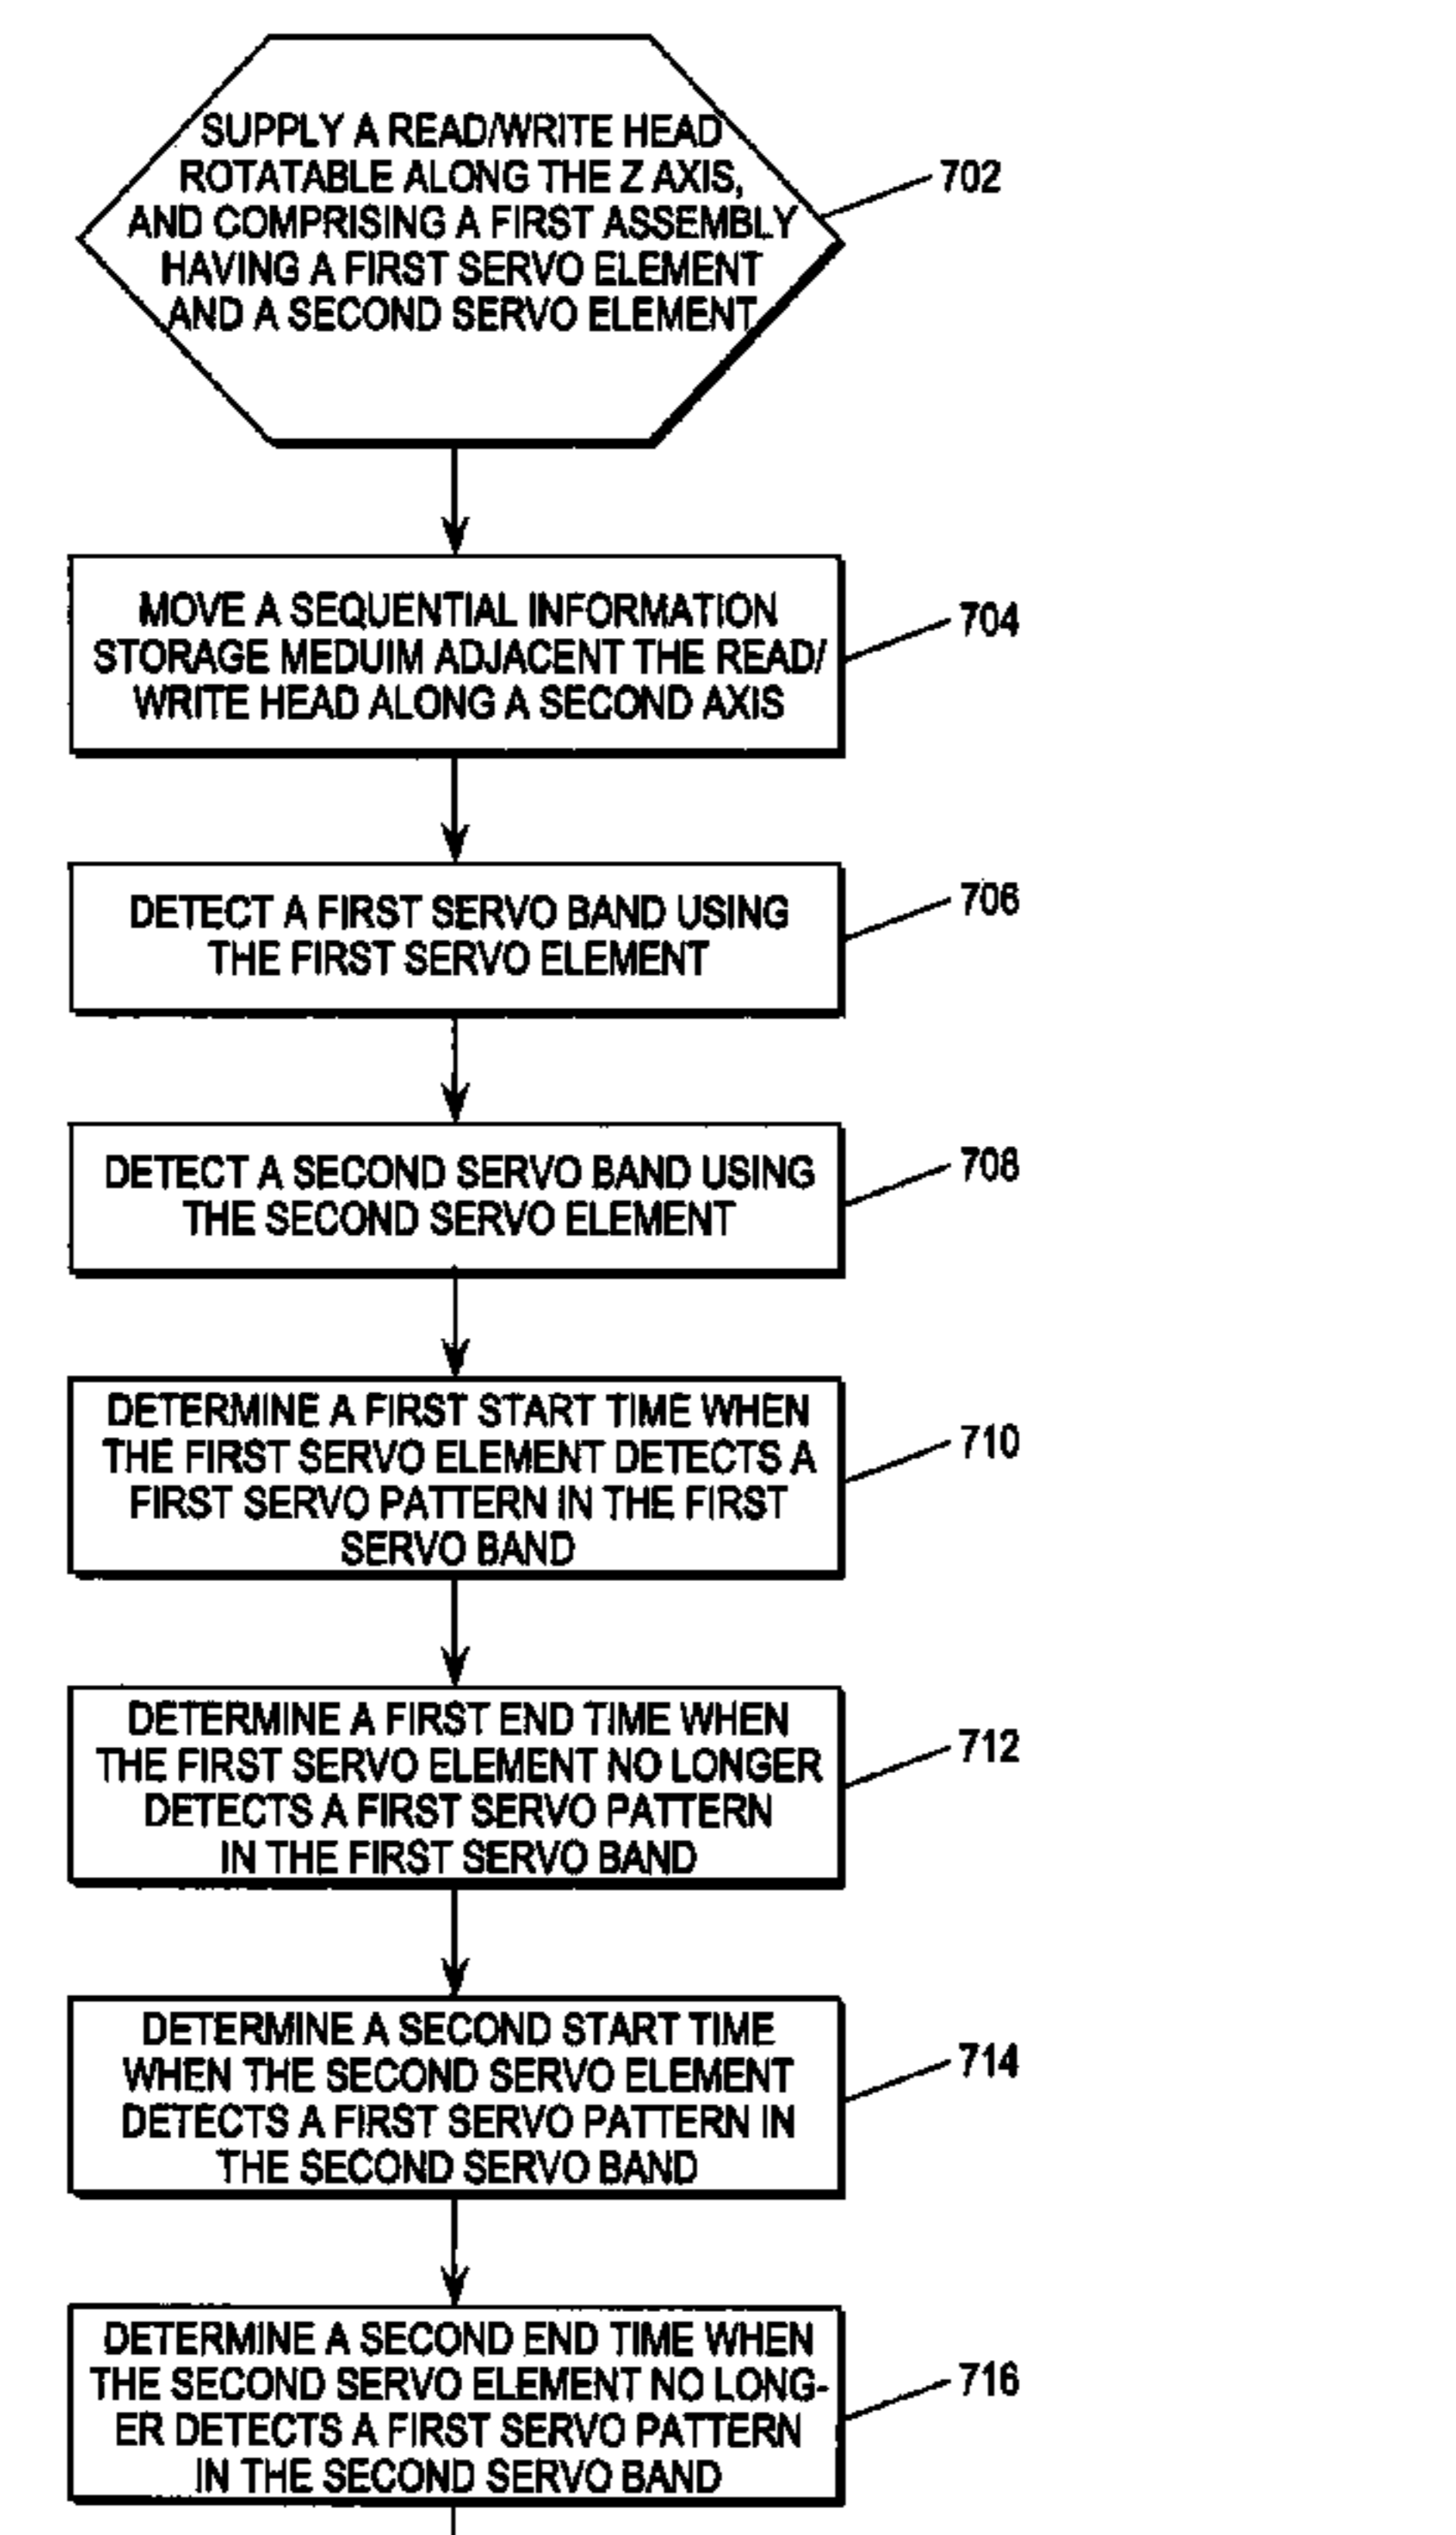 SUPPLY A READ/WRITE HEAD
ROTATABLE ALONG THE Z AXIS,
AND COMPRISING A FIRST ASSEMBLY
HAVING A FIRST SERVO ELEMENT
AND A SECOND SERVO ELEMENT
702
MOVE A SEQUENTIAL INFORMATION
STORAGE MEDUIM ADJACENT THE READ/
WRITE HEAD ALONG A SECOND AXIS
704
DETECT A FIRST SERVO BAND USING
THE FIRST SERVO ELEMENT
706
DETECT A SECOND SERVO BAND USING
THE SECOND SERVO ELEMENT
708
DETERMINE A FIRST START TIME WHEN
THE FIRST SERVO ELEMENT DETECTS A
FIRST SERVO PATTERN IN THE FIRST
SERVO BAND
710
DETERMINE A FIRST END TIME WHEN
THE FIRST SERVO ELEMENT NO LONGER
DETECTS A FIRST SERVO PATTERN
IN THE FIRST SERVO BAND
712
DETERMINE A SECOND START TIME
WHEN THE SECOND SERVO ELEMENT
DETECTS A FIRST SERVO PATTERN IN
THE SECOND SERVO BAND
714
DETERMINE A SECOND END TIME WHEN
THE SECOND SERVO ELEMENT NO LONG-
ER DETECTS A FIRST SERVO PATTERN
IN THE SECOND SERVO BAND
716